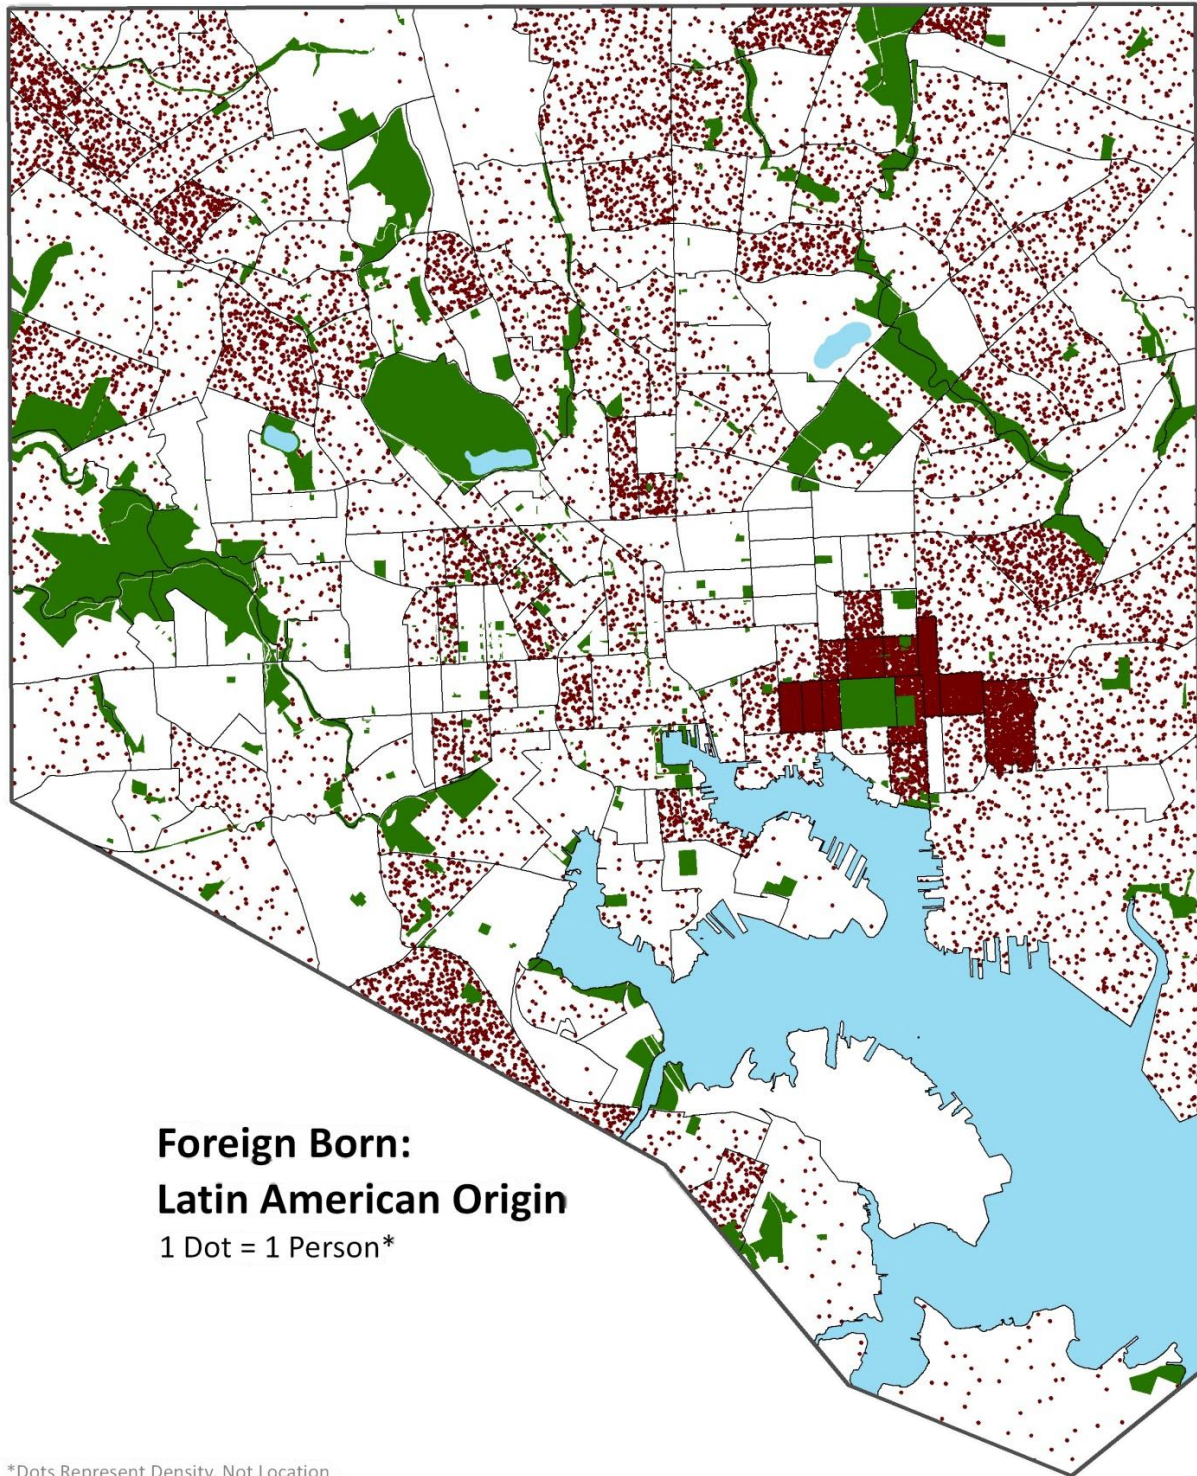 Foreign Born:
Latin American Origin
1 Dot = 1 Person*
*Dots Represent Density, Not Location